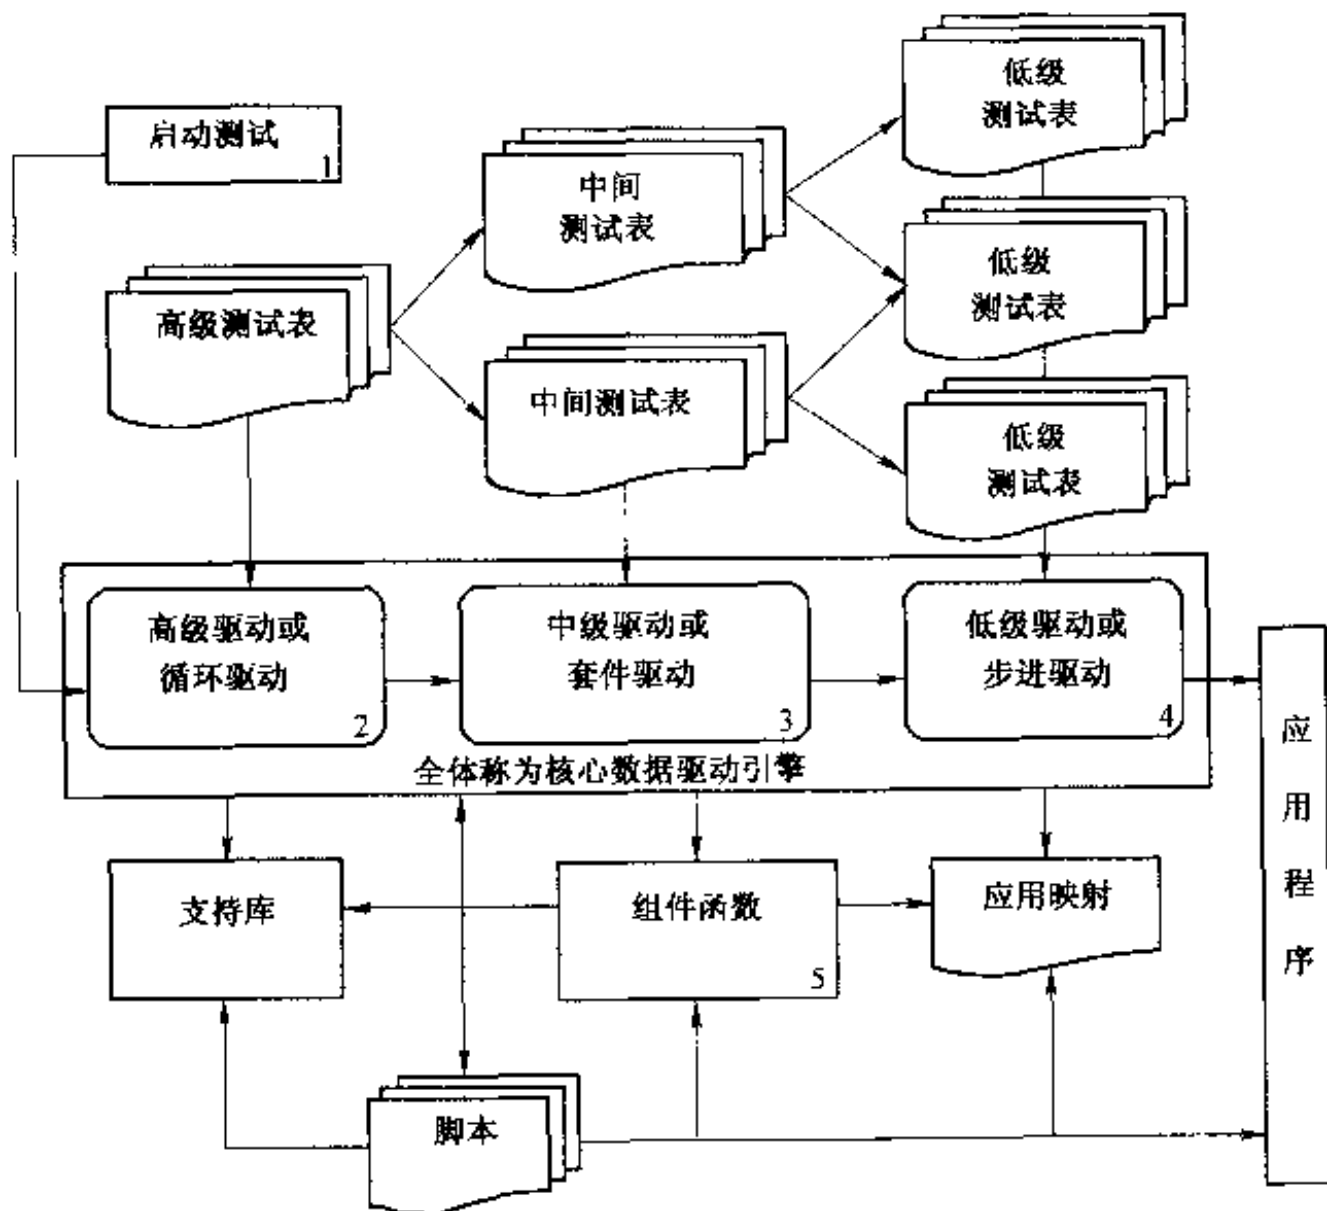 低级
测试表
启动测试
1
中间
测试表
低级
测试表
高级测试表
中间测试表
低级
测试表
高级驱动或
循环驱动
2
中级驱动或
套件驱动
3
低级驱动或
步进驱动
4
全体称为核心数据驱动引擎
应
用
程
序
支持库
组件函数
5
应用映射
脚本